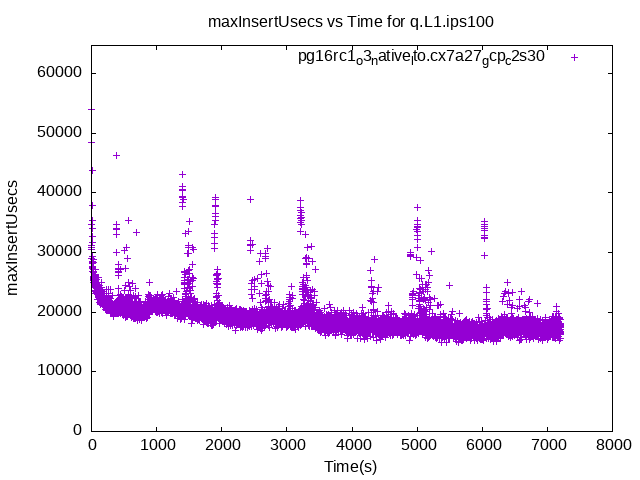 maxInsertUsecs vs Time for q.L1.ips100
pg16rc1_o3_native_lto.cx7a27_gcp_c2s30
60000
50000
40000
30000
20000
10000
0
maxInsertUsecs
0 1000 2000 3000 4000 5000 6000 7000 8000
Time(s)